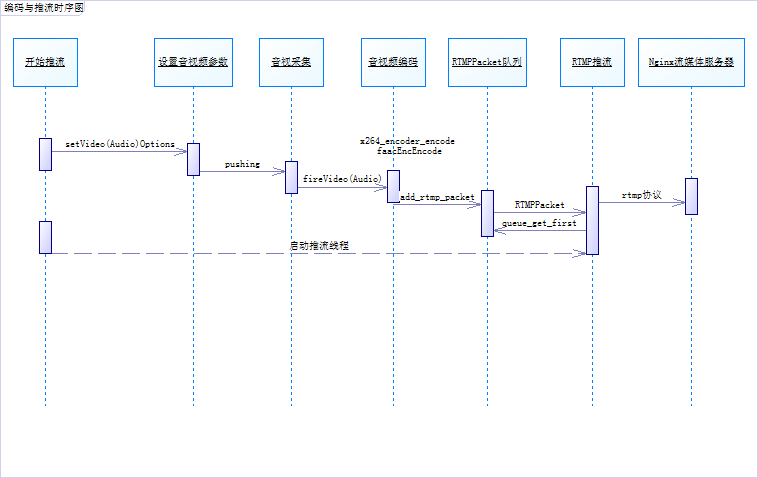 编码与推流时序图
开始推流
设置音视频参数
音视采集
音视频编码
RTMPPacket队列
RTMP推流
Nginx流媒体服务器
setVideo(Audio)Options
x264_encoder_encode
faacEncEncode
pushing
fireVideo(Audio)
add_rtmp_packet
RTMPPacket
rtmp协议
queue_get_first
启动推流线程